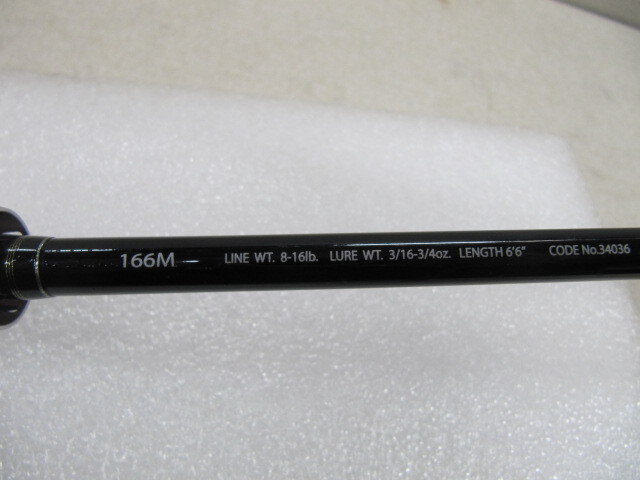 166M LINE WT. 8-16lb. LURE WT. 3/16-3/4oz. LENGTH 6'6" CODE No.34036